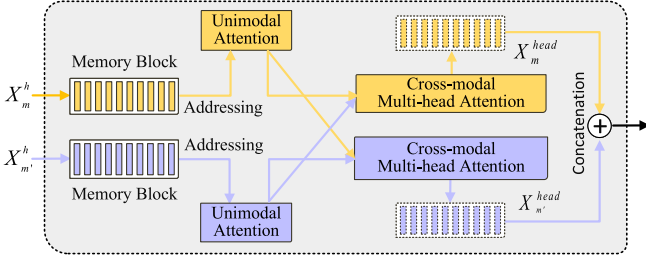 Unimodal
Attention
Memory Block
X_m^h
Addressing
X_m^head
Cross-modal
Multi-head Attention
Concatenation
X_m'^h
Addressing
Cross-modal
Multi-head Attention
Memory Block
Unimodal
Attention
X_m'^head